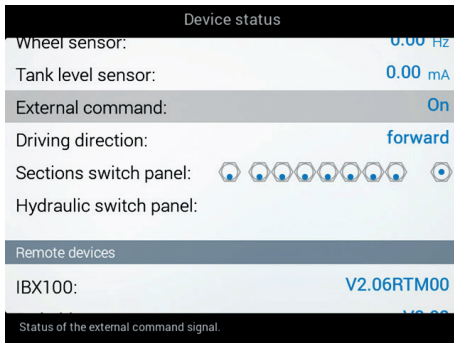 Device status
Wheel sensor: 0.00 Hz
Tank level sensor: 0.00 mA
External command: On
Driving direction: forward
Sections switch panel:
Hydraulic switch panel:
Remote devices
IBX100: V2.06RTM00
Status of the external command signal.